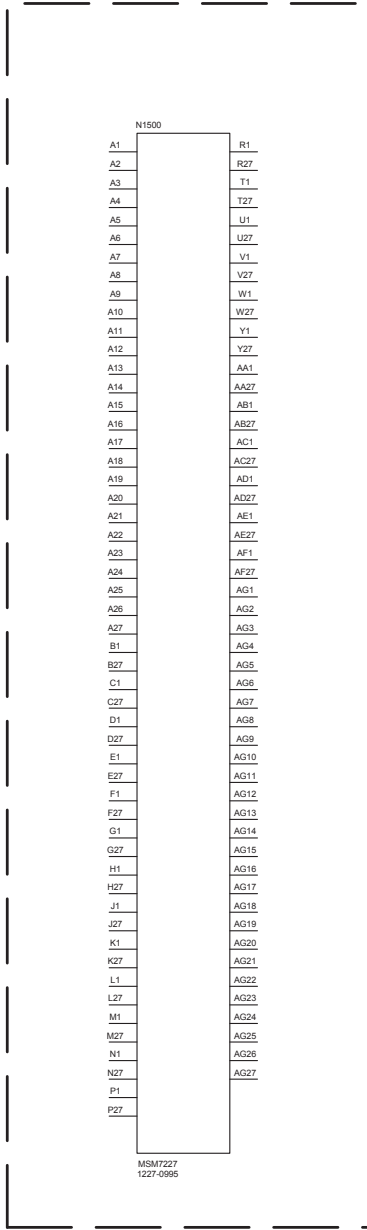 N1500
A1 R1
A2 R27
A3 T1
A4 T27
A5 U1
A6 U27
A7 V1
A8 V27
A9 W1
A10 W27
A11 Y1
A12 Y27
A13 AA1
A14 AA27
A15 AB1
A16 AB27
A17 AC1
A18 AC27
A19 AD1
A20 AD27
A21 AE1
A22 AE27
A23 AF1
A24 AF27
A25 AG1
A26 AG2
A27 AG3
B1 AG4
B27 AG5
C1 AG6
C27 AG7
D1 AG8
D27 AG9
E1 AG10
E27 AG11
F1 AG12
F27 AG13
G1 AG14
G27 AG15
H1 AG16
H27 AG17
J1 AG18
J27 AG19
K1 AG20
K27 AG21
L1 AG22
L27 AG23
M1 AG24
M27 AG25
N1 AG26
N27 AG27
P1
P27
MSM7227
1227-0995